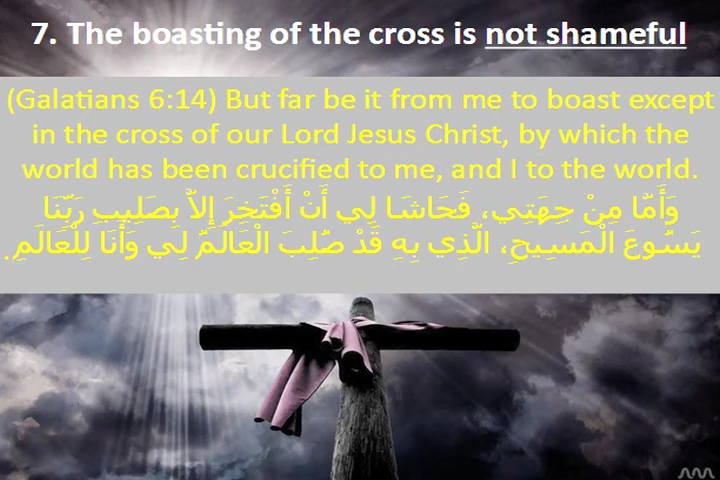 7. The boasting of the cross is not shameful
(Galatians 6:14) But far be it from me to boast except
in the cross of our Lord Jesus Christ, by which the
world has been crucified to me, and I to the world.
وَأَمَّا مِنْ جِهَتِي، فَحَاشَا لِي أَنْ أَفْتَخِرَ إِلاَّ بِصَلِيبِ رَبِّنَا
يَسُوعَ الْمَسِيحِ، الَّذِي بِهِ قَدْ صُلِبَ الْعَالَمُ لِي وَأَنَا لِلْعَالَمِ.